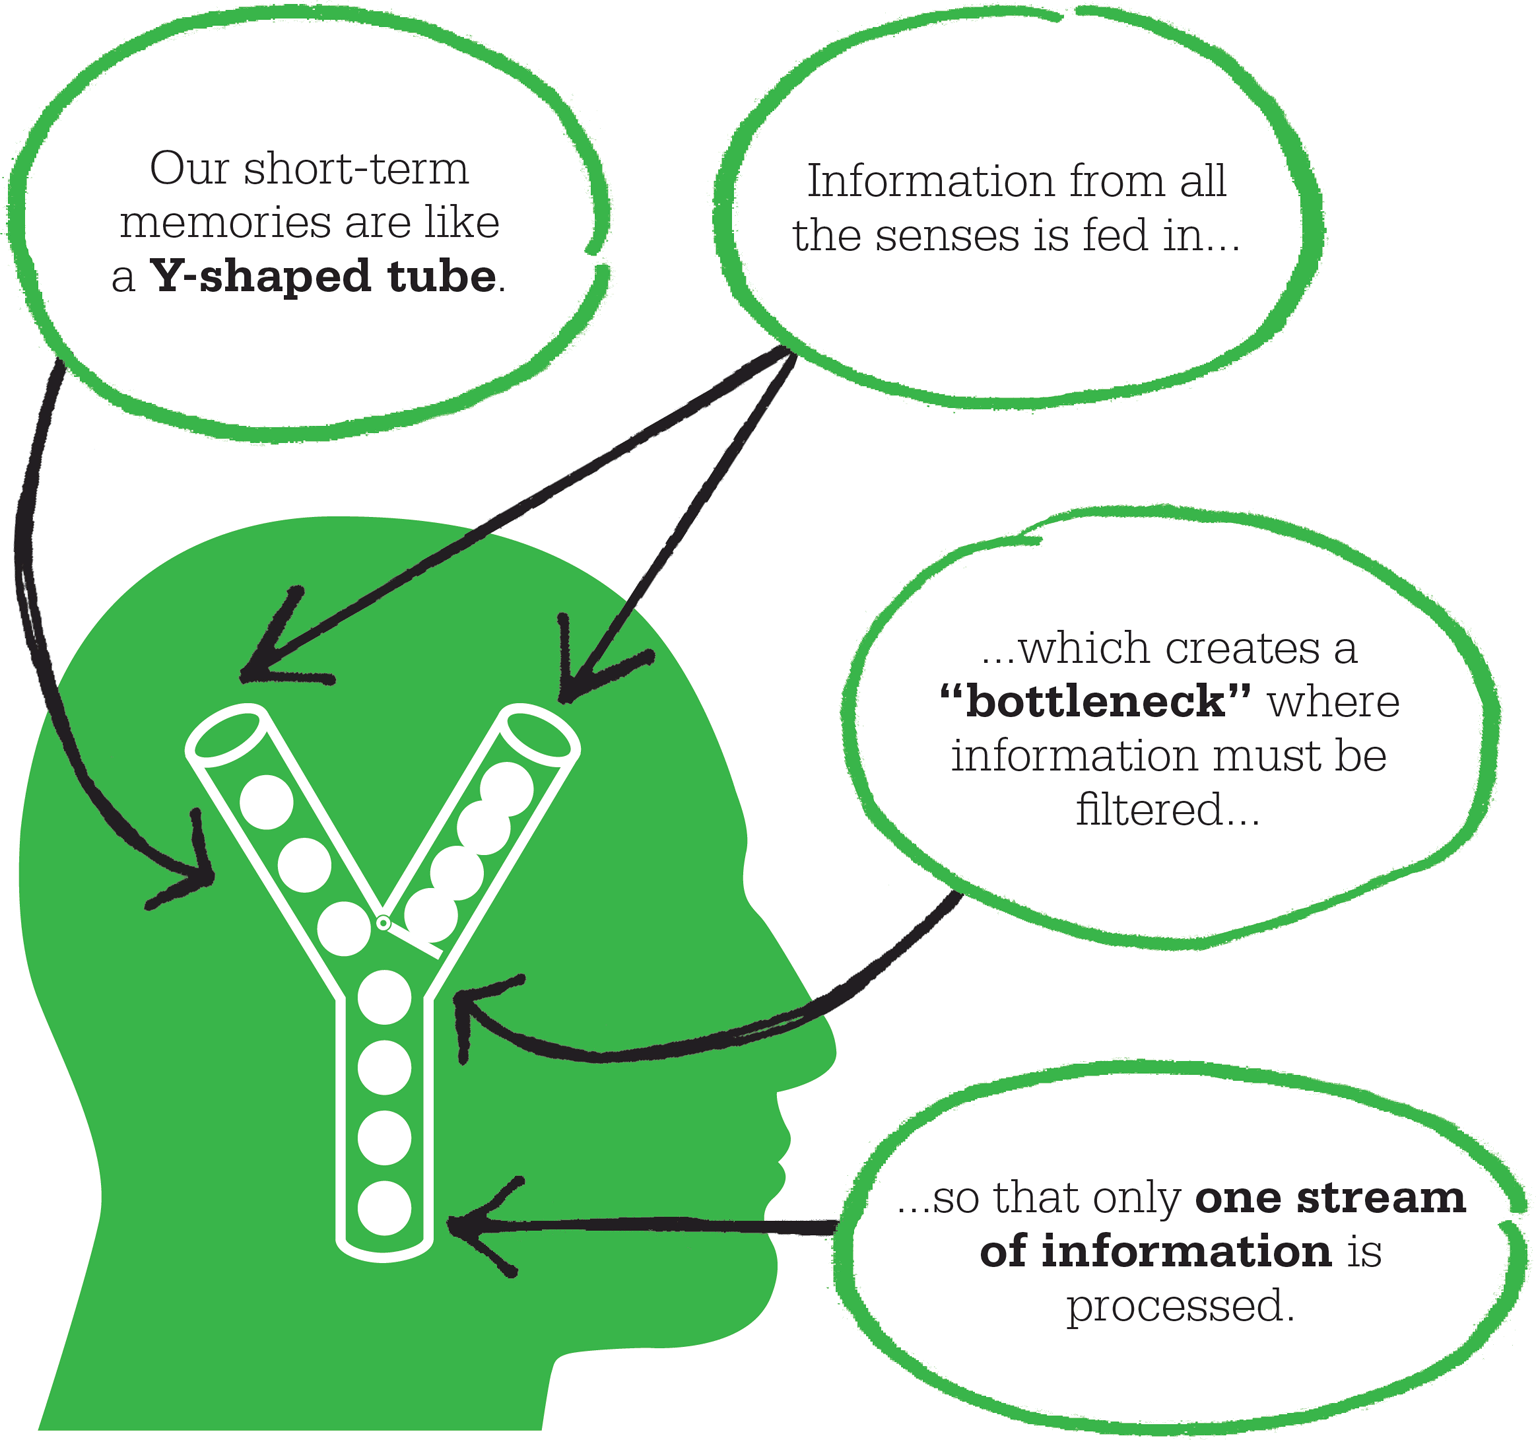 Our short-term
memories are like
a Y-shaped tube.
Information from all
the senses is fed in...
...which creates a
“bottleneck” where
information must be
filtered...
...so that only one stream
of information is
processed.